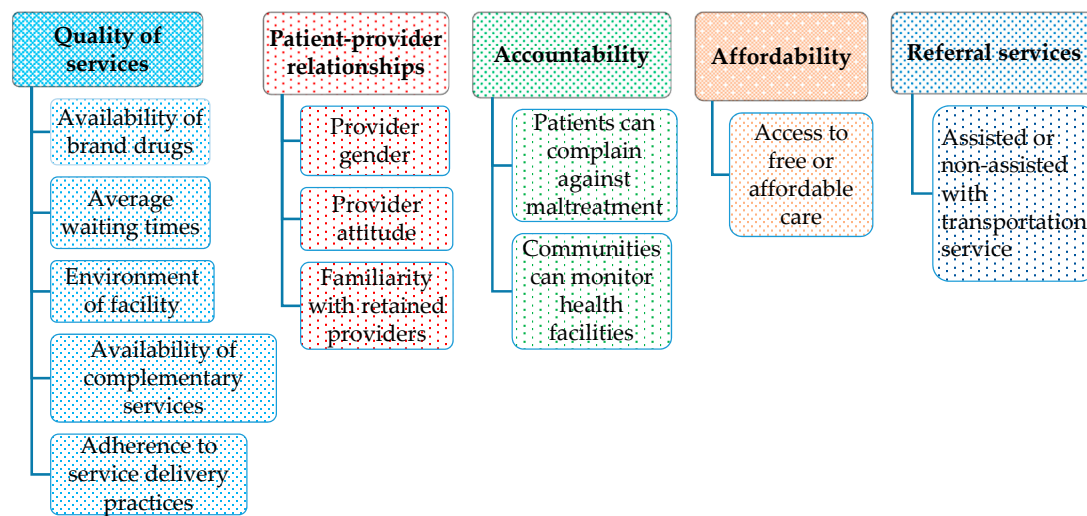 Quality of
services
Availability of
brand drugs
Average
waiting times
Environment
of facility
Availability of
complementary
services
Adherence to
service delivery
practices
Patient-provider
relationships
Provider
gender
Provider
attitude
Familiarity
with retained
providers
Accountability
Patients can
complain
against
maltreatment
Communities
can monitor
health
facilities
Affordability
Access to
free or
affordable
care
Referral services
Assisted or
non-assisted
with
transportation
service